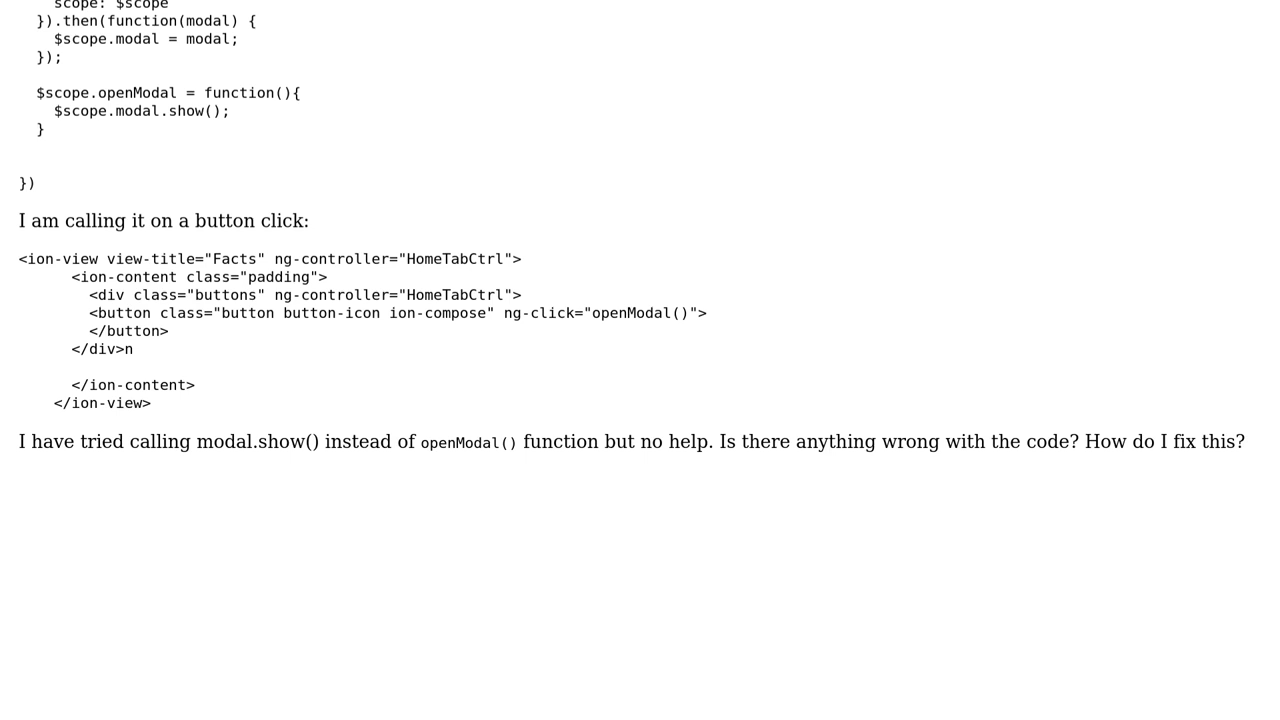 scope: $scope
}).then(function(modal) {
$scope.modal = modal;
});
$scope.openModal = function(){
$scope.modal.show();
}
})
I am calling it on a button click:
<ion-view view-title="Facts" ng-controller="HomeTabCtrl">
<ion-content class="padding">
<div class="buttons" ng-controller="HomeTabCtrl">
<button class="button button-icon ion-compose" ng-click="openModal()">
</button>
</div>n
</ion-content>
</ion-view>
I have tried calling modal.show() instead of openModal() function but no help. Is there anything wrong with the code? How do I fix this?